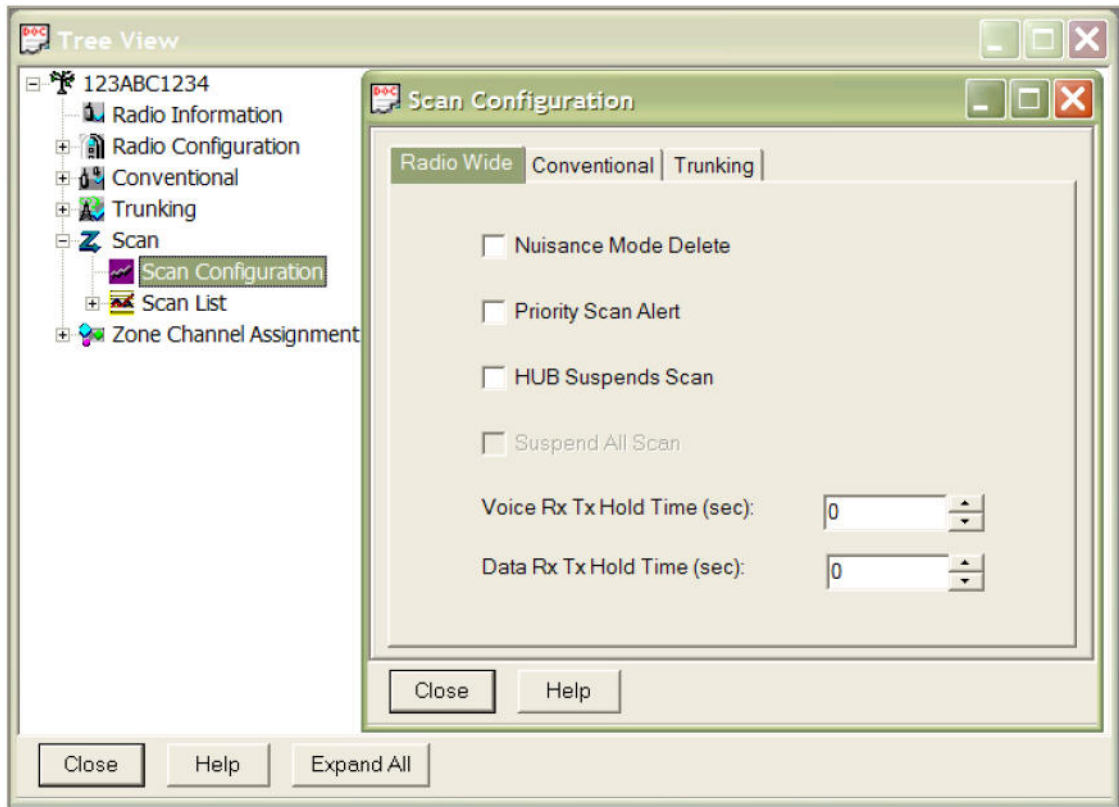 Tree View
123ABC1234
Radio Information
Radio Configuration
Conventional
Trunking
Scan
Scan Configuration
Scan List
Zone Channel Assignment
Scan Configuration
Radio Wide Conventional Trunking
Nuisance Mode Delete
Priority Scan Alert
HUB Suspends Scan
Suspend All Scan
Voice Rx Tx Hold Time (sec): 0
Data Rx Tx Hold Time (sec): 0
Close Help
Close Help Expand All